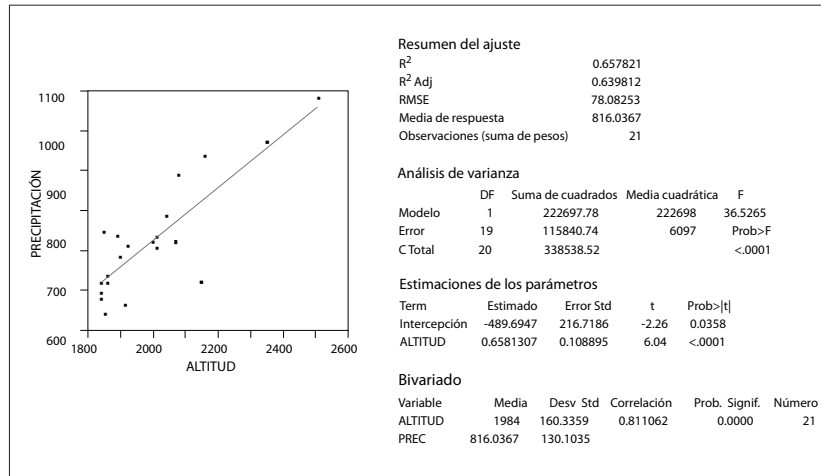 1100
1000
900
800
700
600
PRECIPITACIÓN
1800 2000 2200 2400 2600
ALTITUD
Resumen del ajuste
R2 0.657821
R2 Adj 0.639812
RMSE 78.08253
Media de respuesta 816.0367
Observaciones (suma de pesos) 21
Análisis de varianza
DF Suma de cuadrados Media cuadrática F
Modelo 1 222697.78 222698 36.5265
Error 19 115840.74 6097 Prob>F
C Total 20 338538.52 <.0001
Estimaciones de los parámetros
Term Estimado Error Std t Prob>|t|
Intercepción -489.6947 216.7186 -2.26 0.0358
ALTITUD 0.6581307 0.108895 6.04 <.0001
Bivariado
Variable Media Desv Std Correlación Prob. Signif. Número
ALTITUD 1984 160.3359 0.811062 0.0000 21
PREC 816.0367 130.1035